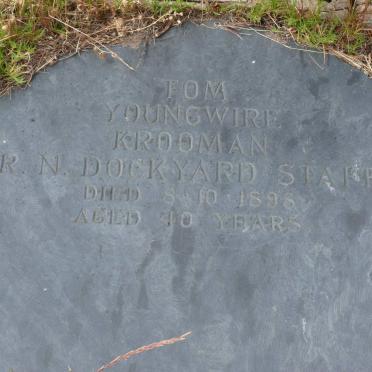 TOM
YOUNGWIRE
KROOMAN
R. N. DOCKYARD STAFF
DIED 8-10 1898
AGED 40 YEARS